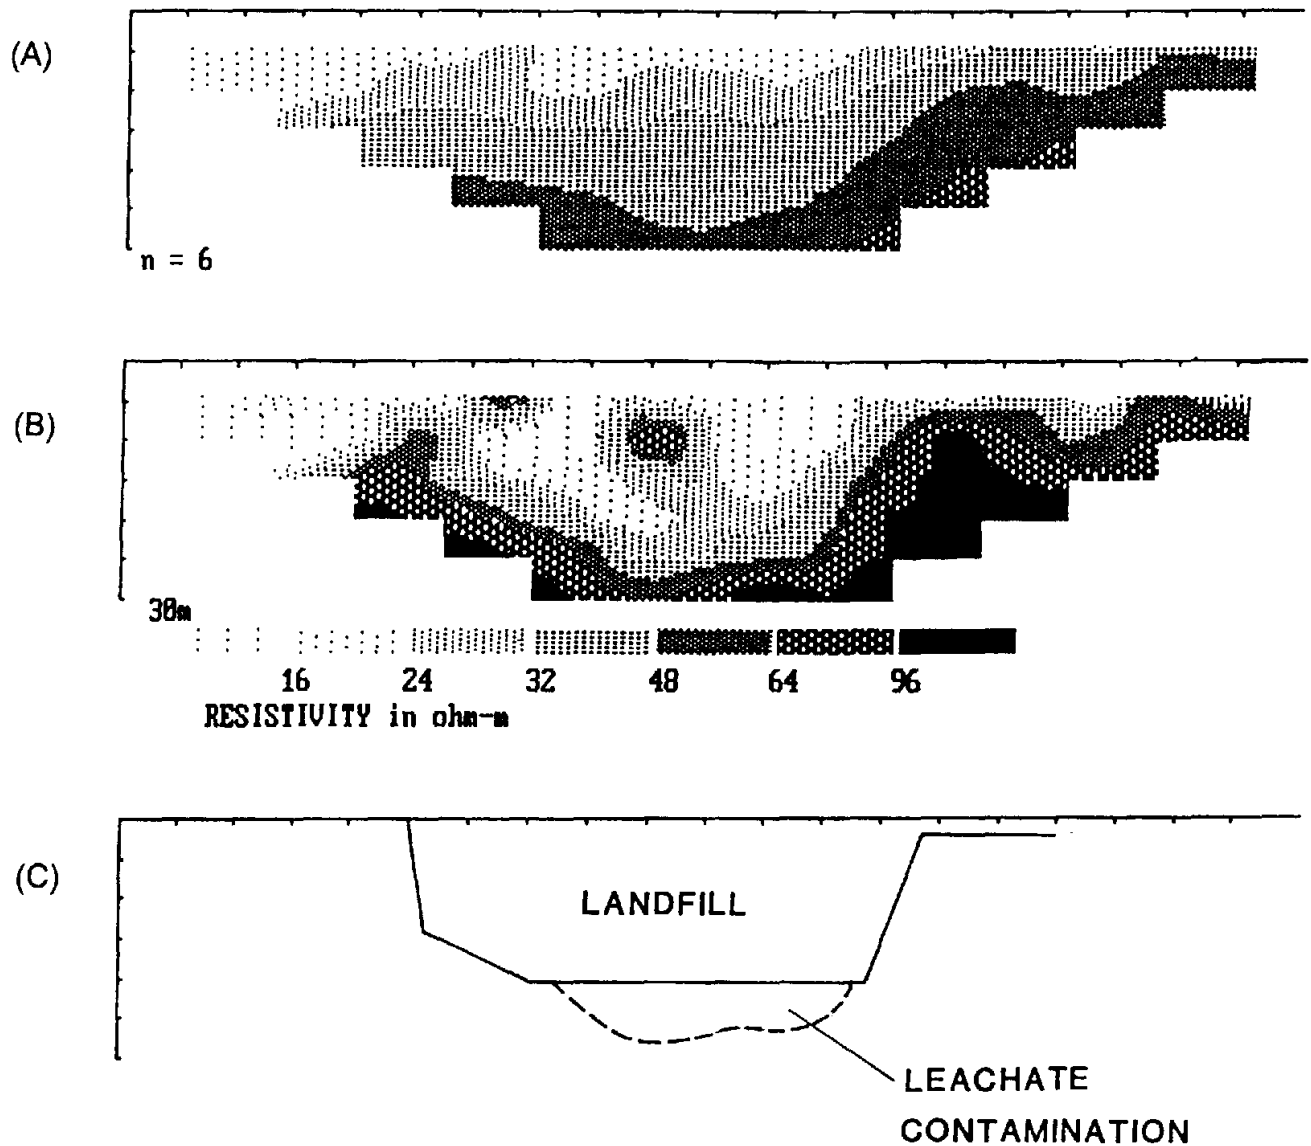 (A)
n = 6
(B)
30m
16 24 32 48 64 96
RESISTIVITY in ohm-m
(C)
LANDFILL
LEACHATE
CONTAMINATION